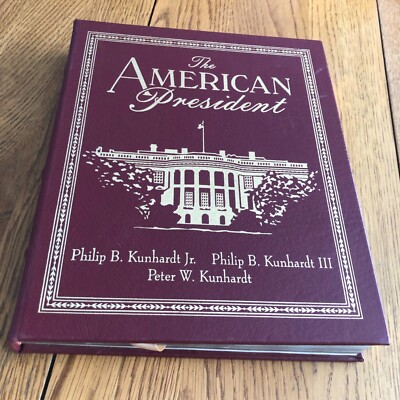 The
AMERICAN
President
Philip B. Kunhardt Jr. Philip B. Kunhardt III
Peter W. Kunhardt